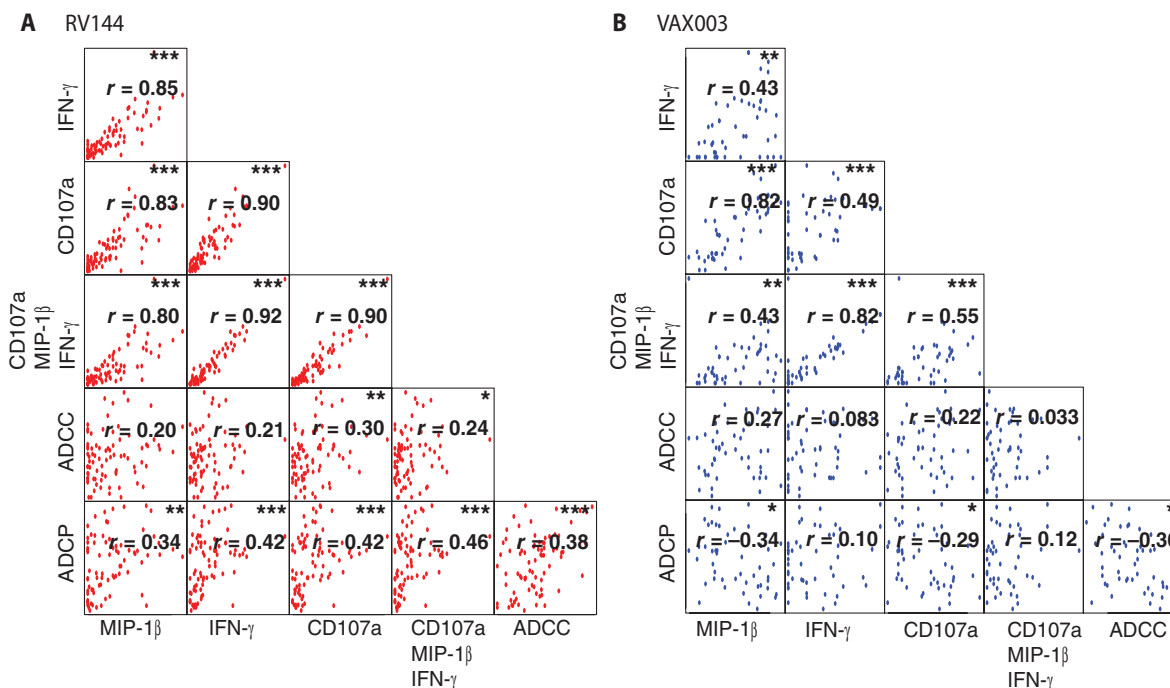 A RV144
*** r = 0.85
IFN-γ
*** r = 0.83 *** r = 0.90
CD107a
*** r = 0.80 *** r = 0.92 *** r = 0.90
CD107a
MIP-1β
IFN-γ
r = 0.20 r = 0.21 ** r = 0.30 * r = 0.24
ADCC
** r = 0.34 *** r = 0.42 *** r = 0.42 *** r = 0.46 *** r = 0.38
ADCP
MIP-1β IFN-γ CD107a CD107a ADCC
MIP-1β
IFN-γ
B VAX003
** r = 0.43
IFN-γ
*** r = 0.82 *** r = 0.49
CD107a
** r = 0.43 *** r = 0.82 *** r = 0.55
CD107a
MIP-1β
IFN-γ
r = 0.27 r = 0.083 r = 0.22 r = 0.033
ADCC
* r = −0.34 r = 0.10 * r = −0.29 r = 0.12 r =
ADCP
MIP-1β IFN-γ CD107a CD107a ADCC
MIP-1β
IFN-γ